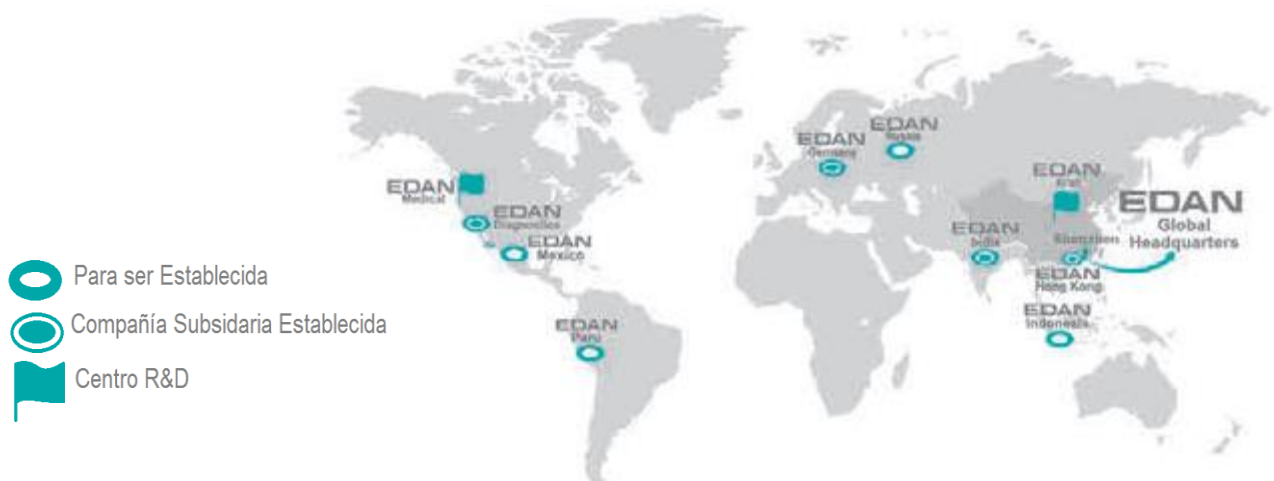 Para ser Establecida
Compañía Subsidaria Establecida
Centro R&D
EDAN
Medical
EDAN
Diagnostics
EDAN
Mexico
EDAN
Peru
EDAN
Germany
EDAN
Russia
EDAN
India
EDAN
Shenzhen
EDAN
Hong Kong
EDAN
Indonesia
EDAN
Global
Headquarters